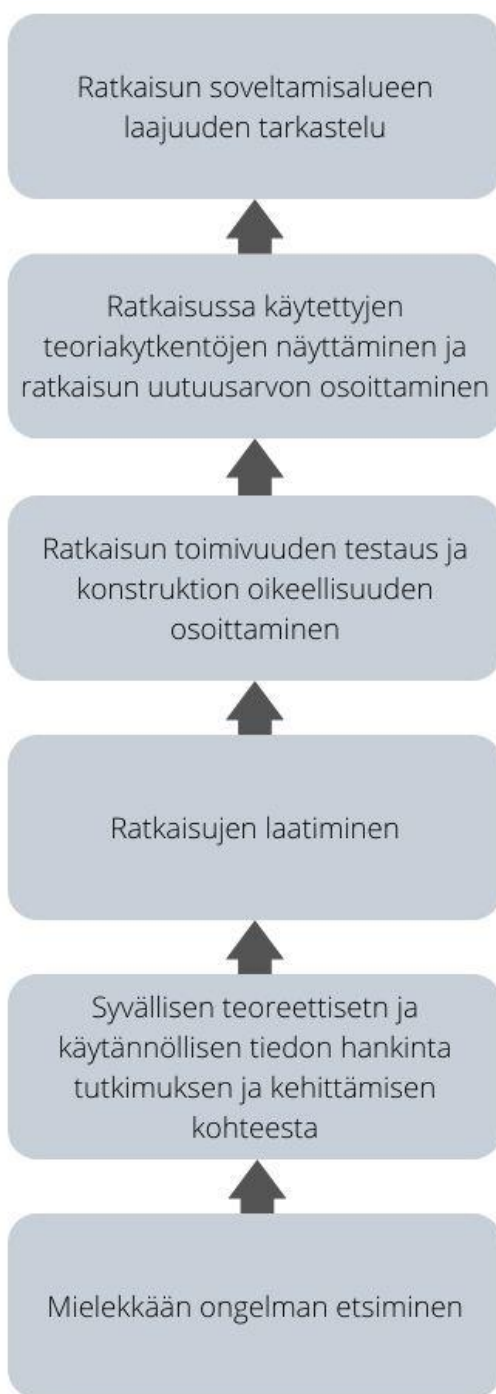 Ratkaisun soveltamisalueen
laajuuden tarkastelu
Ratkaisussa käytettyjen
teoriakytkentöjen näyttäminen ja
ratkaisun uutuusarvon osoittaminen
Ratkaisun toimivuuden testaus ja
konstruktion oikeellisuuden
osoittaminen
Ratkaisujen laatiminen
Syvällisen teoreettisetn ja
käytännöllisen tiedon hankinta
tutkimuksen ja kehittämisen
kohteesta
Mielekkään ongelman etsiminen